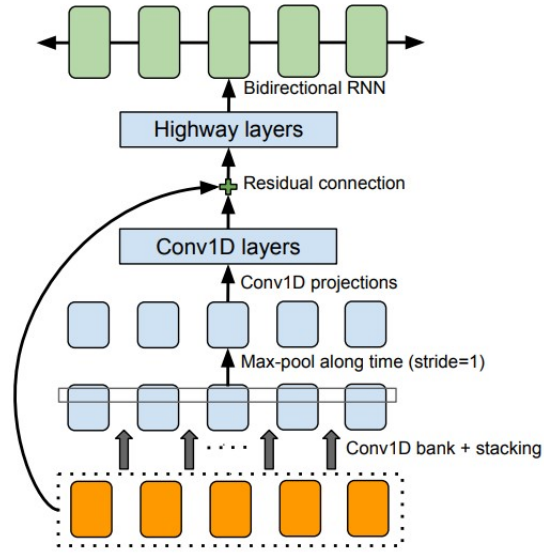 Bidirectional RNN
Highway layers
Residual connection
Conv1D layers
Conv1D projections
Max-pool along time (stride=1)
Conv1D bank + stacking